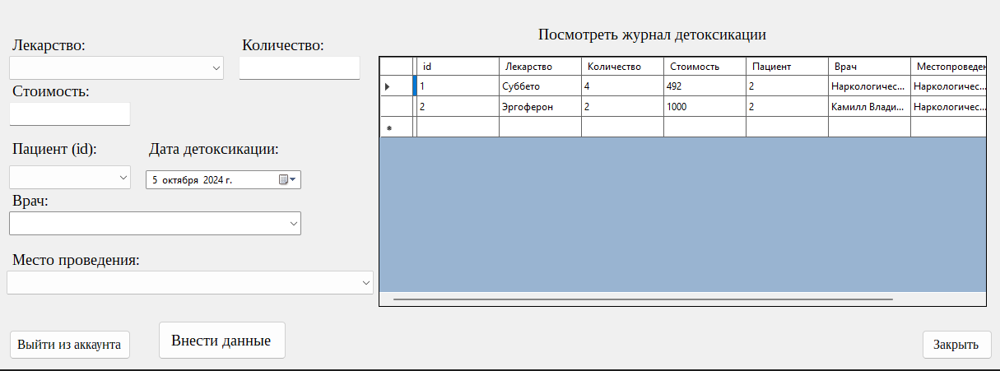 Посмотреть журнал детоксикации
Лекарство: Количество:
Стоимость:
Пациент (id): Дата детоксикации:
5 октября 2024 г.
Врач:
Место проведения:
Выйти из аккаунта
Внести данные
id Лекарство Количество Стоимость Пациент Врач Местопроведен
1 Суббето 4 492 2 Наркологичес... Наркологичес...
2 Эргоферон 2 1000 2 Камилл Влади... Наркологичес...
Закрыть